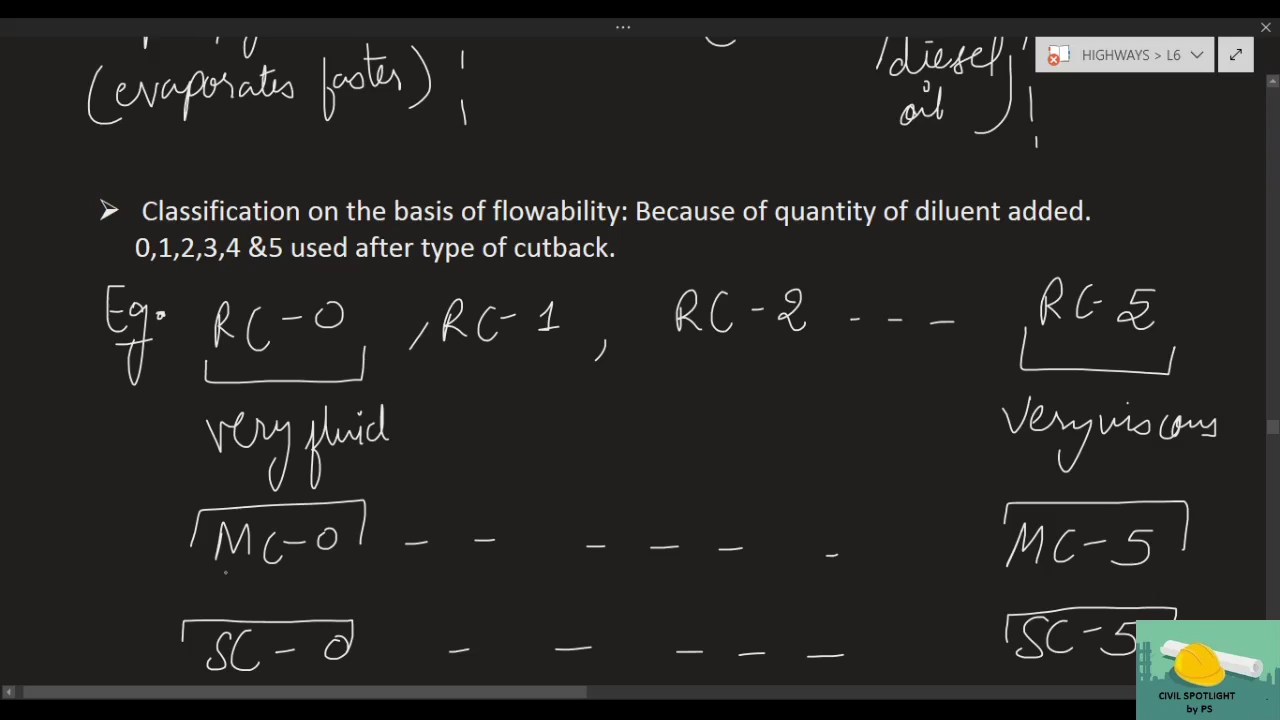 (evaporates faster)
/diesel
oil)
HIGHWAYS > L6
➤ Classification on the basis of flowability: Because of quantity of diluent added.
0,1,2,3,4 &5 used after type of cutback.
Eg. RC-0, RC-1, RC-2 --- RC-5
very fluid very viscous
MC-0 ------ MC-5
SC-0 ----- SC-5
CIVIL SPOTLIGHT
by PS